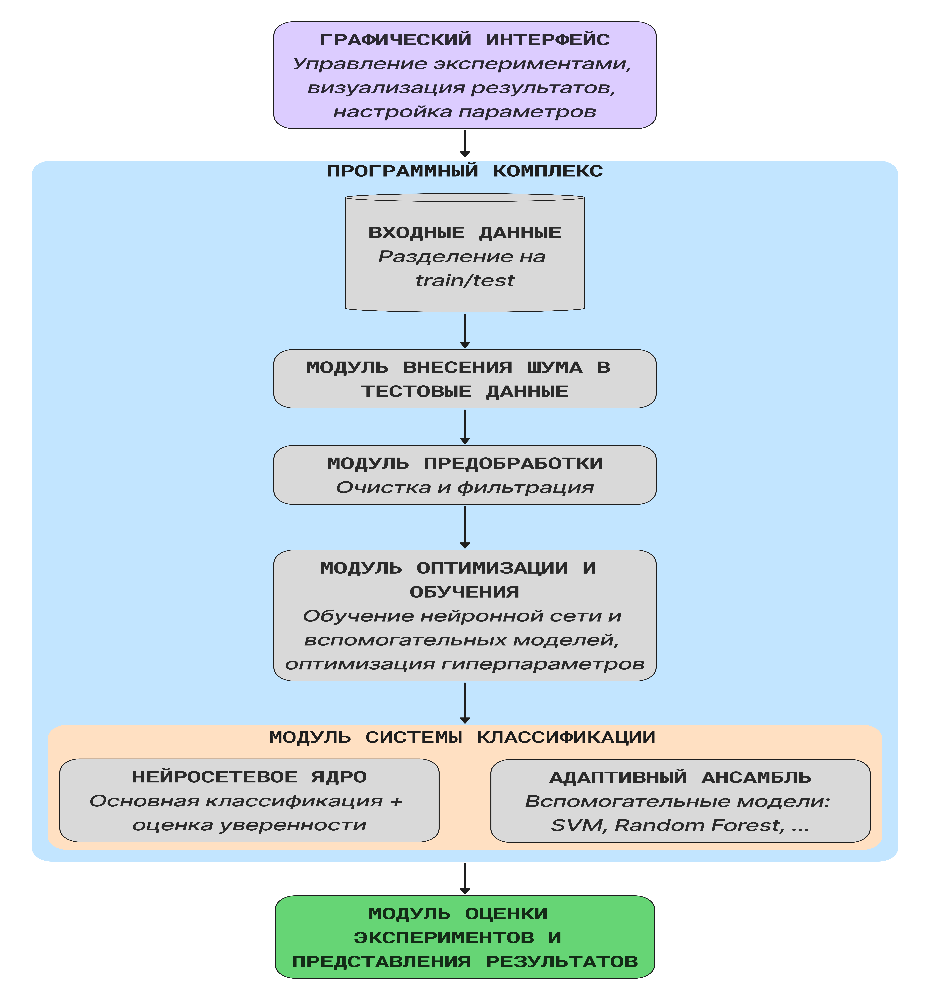 ГРАФИЧЕСКИЙ ИНТЕРФЕЙС
Управление экспериментами,
визуализация результатов,
настройка параметров
ПРОГРАММНЫЙ КОМПЛЕКС
ВХОДНЫЕ ДАННЫЕ
Разделение на
train/test
МОДУЛЬ ВНЕСЕНИЯ ШУМА В
ТЕСТОВЫЕ ДАННЫЕ
МОДУЛЬ ПРЕДОБРАБОТКИ
Очистка и фильтрация
МОДУЛЬ ОПТИМИЗАЦИИ И
ОБУЧЕНИЯ
Обучение нейронной сети и
вспомогательных моделей,
оптимизация гиперпараметров
МОДУЛЬ СИСТЕМЫ КЛАССИФИКАЦИИ
НЕЙРОСЕТЕВОЕ ЯДРО
Основная классификация +
оценка уверенности
АДАПТИВНЫЙ АНСАМБЛЬ
Вспомогательные модели:
SVM, Random Forest, ...
МОДУЛЬ ОЦЕНКИ
ЭКСПЕРИМЕНТОВ И
ПРЕДСТАВЛЕНИЯ РЕЗУЛЬТАТОВ